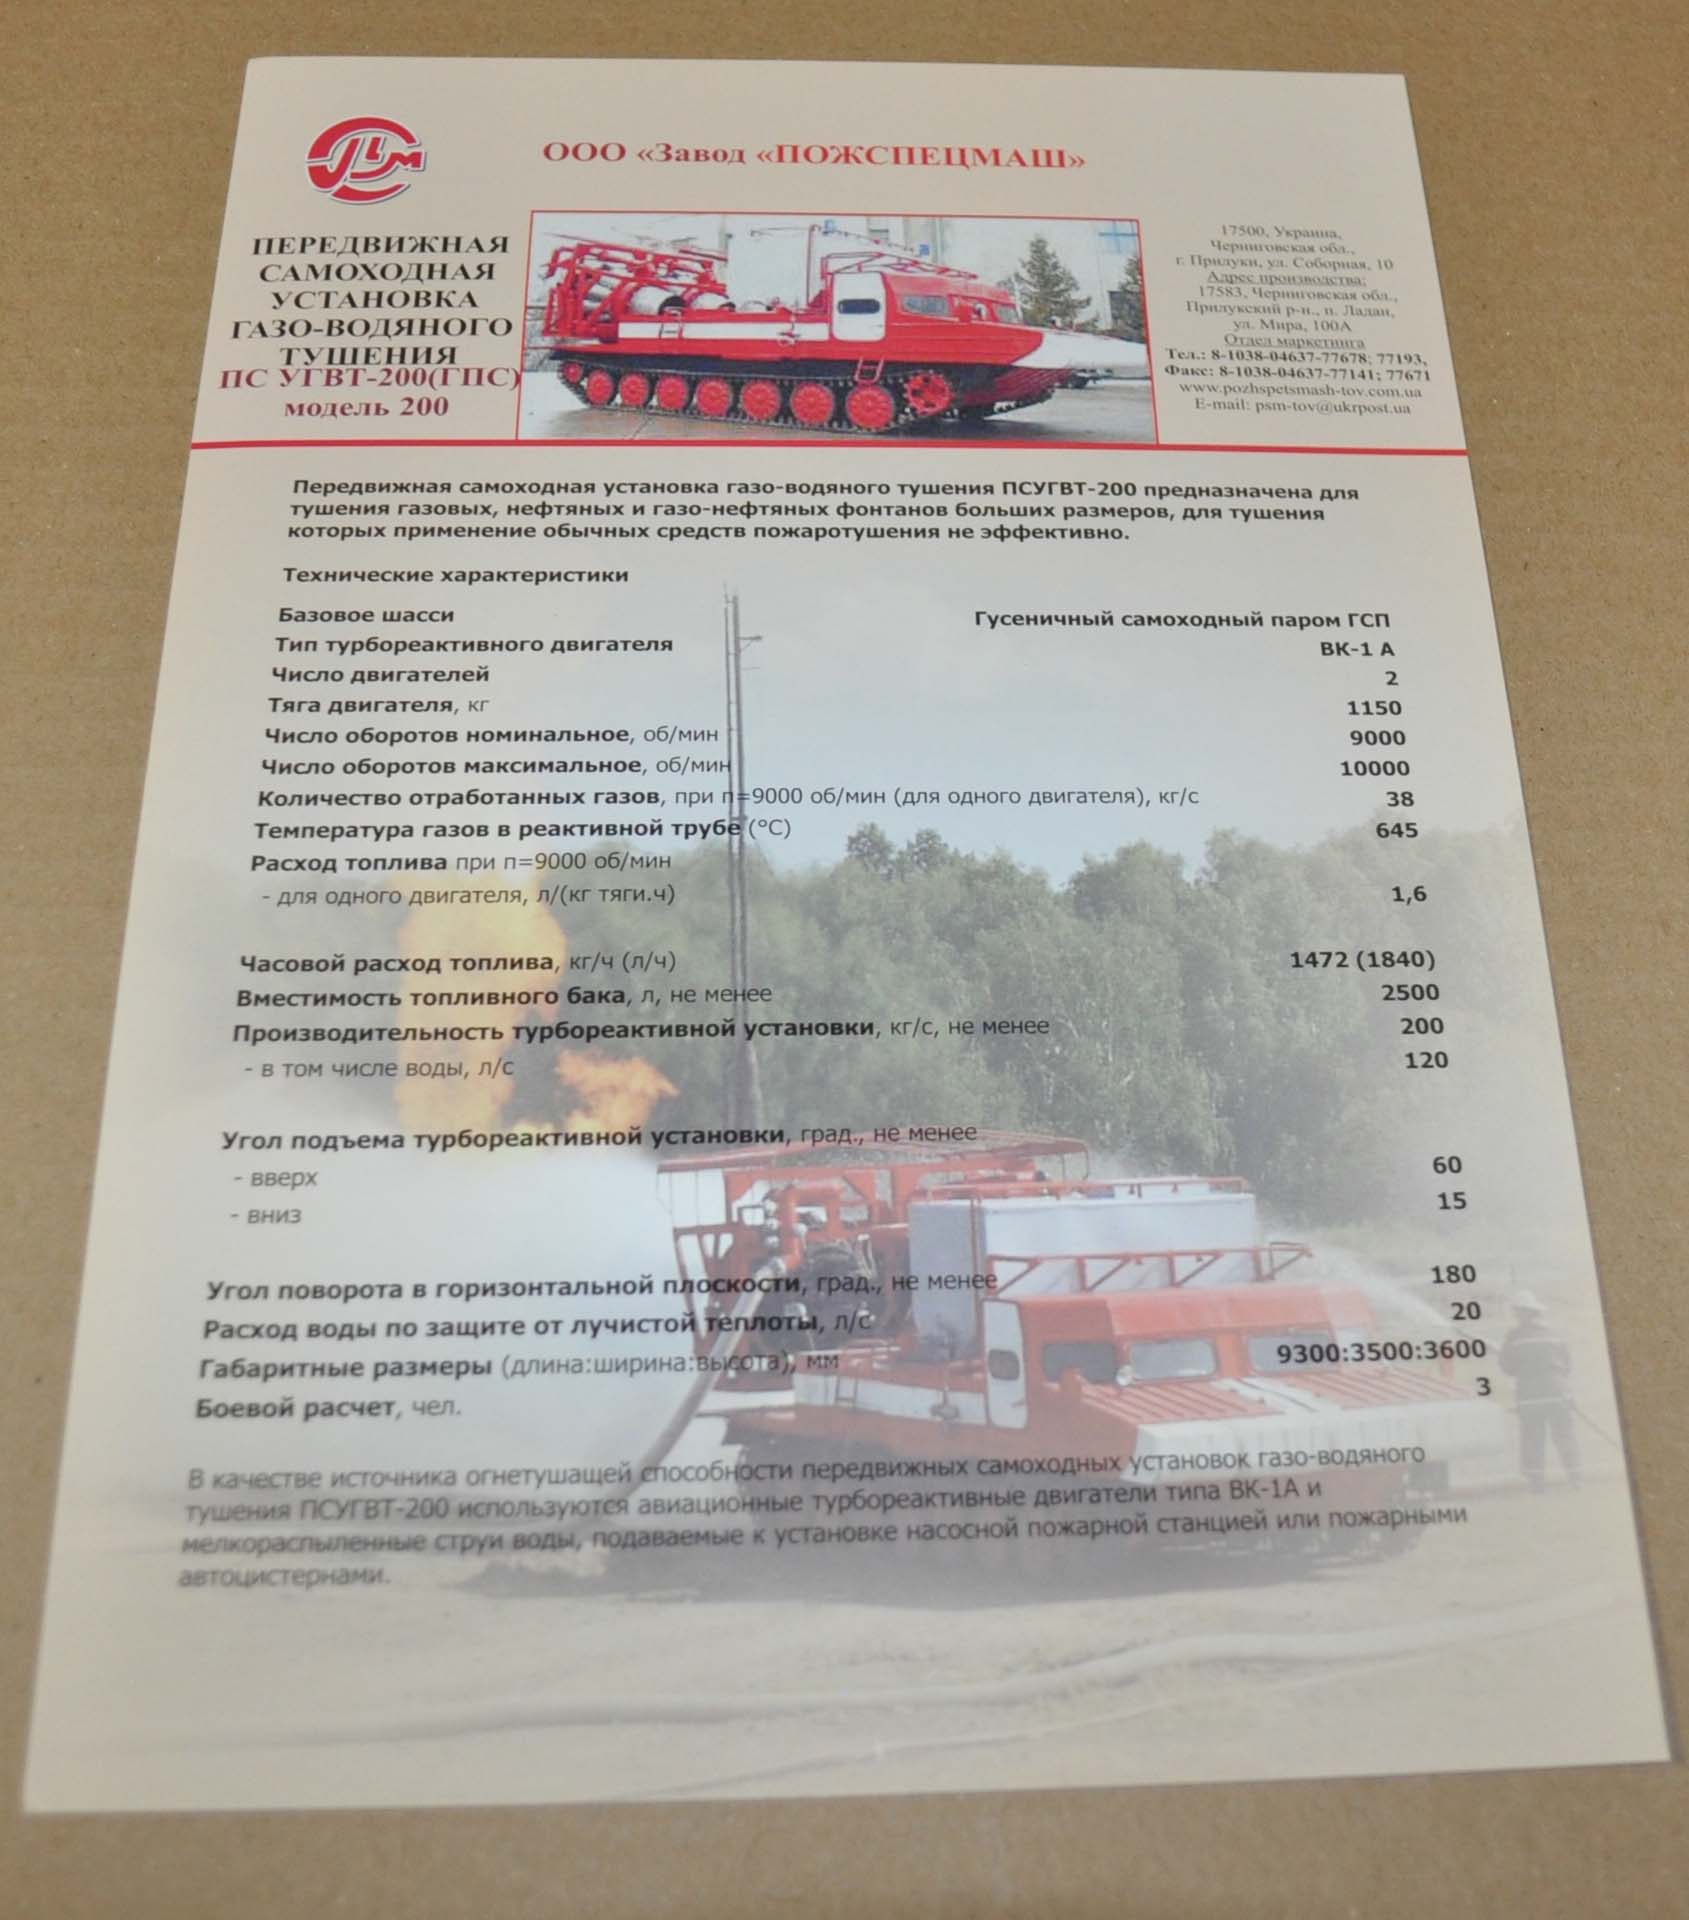 ООО «Завод «ПОЖСПЕЦМАШ»
ПЕРЕДВИЖНАЯ
САМОХОДНАЯ
УСТАНОВКА
ГАЗО-ВОДЯНОГО
ТУШЕНИЯ
ПС УГВТ-200(ГПС)
модель 200
17500, Украина,
Черниговская обл.,
г. Прилуки, ул. Соборная, 10
Адрес производства:
17583, Черниговская обл.,
Прилукский р-н., п. Ладан,
ул. Мира, 100А
Отдел маркетинга
Тел.: 8-1038-04637-77678; 77193,
Факс: 8-1038-04637-77141; 77671
www.pozhspetsmash-tov.com.ua
E-mail: psm-tov@ukrpost.ua
Передвижная самоходная установка газо-водяного тушения ПСУГВТ-200 предназначена для
тушения газовых, нефтяных и газо-нефтяных фонтанов больших размеров, для тушения
которых применение обычных средств пожаротушения не эффективно.
Технические характеристики
Базовое шасси Гусеничный самоходный паром ГСП
Тип турбореактивного двигателя ВК-1 А
Число двигателей 2
Тяга двигателя, кг 1150
Число оборотов номинальное, об/мин 9000
Число оборотов максимальное, об/мин 10000
Количество отработанных газов, при п=9000 об/мин (для одного двигателя), кг/с 38
Температура газов в реактивной трубе (°С) 645
Расход топлива при п=9000 об/мин
- для одного двигателя, л/(кг тяги.ч) 1,6
Часовой расход топлива, кг/ч (л/ч) 1472 (1840)
Вместимость топливного бака, л, не менее 2500
Производительность турбореактивной установки, кг/с, не менее 200
- в том числе воды, л/с 120
Угол подъема турбореактивной установки, град., не менее
- вверх 60
- вниз 15
Угол поворота в горизонтальной плоскости, град., не менее 180
Расход воды по защите от лучистой теплоты, л/с 20
Габаритные размеры (длина:ширина:высота), мм 9300:3500:3600
Боевой расчет, чел. 3
В качестве источника огнетушащей способности передвижных самоходных установок газо-водяного
тушения ПСУГВТ-200 используются авиационные турбореактивные двигатели типа ВК-1А и
мелкораспыленные струи воды, подаваемые к установке насосной пожарной станцией или пожарными
автоцистернами.